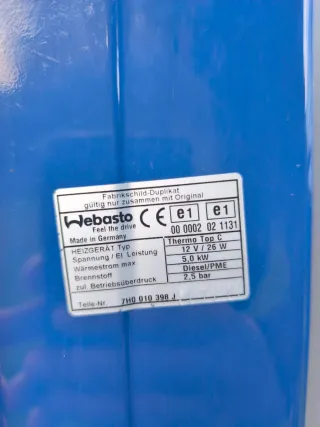 Fabrikschild-Duplikat
gültig nur zusammen mit Original
Webasto CE e1 e1
Feel the drive 00 0002 02 1131
Made in Germany
HEIZGERÄT Typ Thermo Top C
Spannung / El. Leistung 12 V / 26 W
Wärmestrom max. 5,0 kW
Brennstoff Diesel/PME
zul. Betriebsüberdruck 2,5 bar
Teile-Nr. 7H0 010 398 J